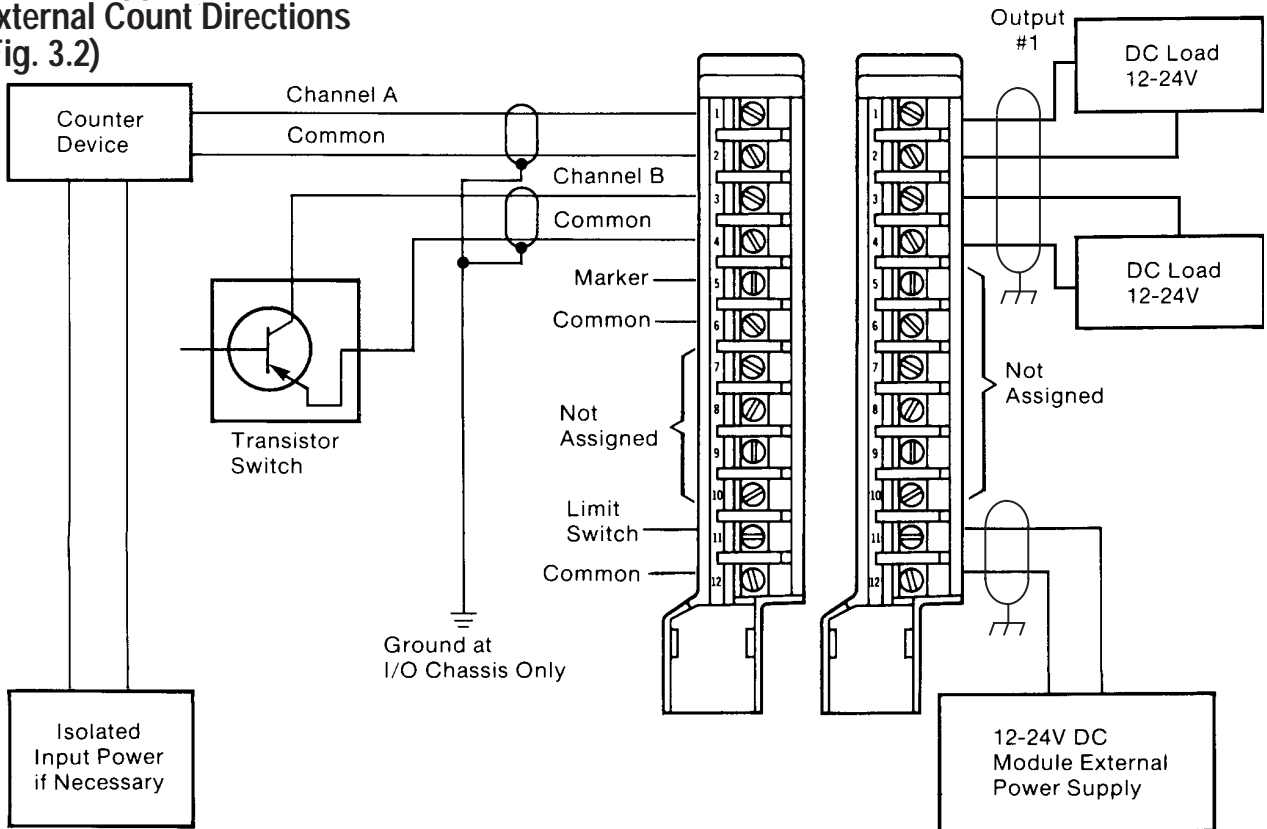 xternal Count Directions
ig. 3.2)
Output
#1
DC Load
12-24V
Counter
Device
Channel A
Common
Channel B
Common
Marker
Common
Not
Assigned
Limit
Switch
Common
1
2
3
4
5
6
7
8
9
10
11
12
1
2
3
4
5
6
7
8
9
10
11
12
DC Load
12-24V
Not
Assigned
Transistor
Switch
Ground at
I/O Chassis Only
Isolated
Input Power
if Necessary
12-24V DC
Module External
Power Supply